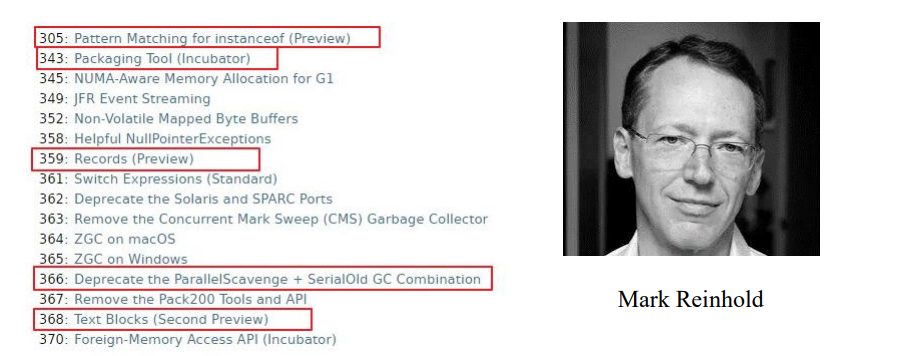 305: Pattern Matching for instanceof (Preview)
343: Packaging Tool (Incubator)
345: NUMA-Aware Memory Allocation for G1
349: JFR Event Streaming
352: Non-Volatile Mapped Byte Buffers
358: Helpful NullPointerExceptions
359: Records (Preview)
361: Switch Expressions (Standard)
362: Deprecate the Solaris and SPARC Ports
363: Remove the Concurrent Mark Sweep (CMS) Garbage Collector
364: ZGC on macOS
365: ZGC on Windows
366: Deprecate the ParallelScavenge + SerialOld GC Combination
367: Remove the Pack200 Tools and API
368: Text Blocks (Second Preview)
370: Foreign-Memory Access API (Incubator)
Mark Reinhold